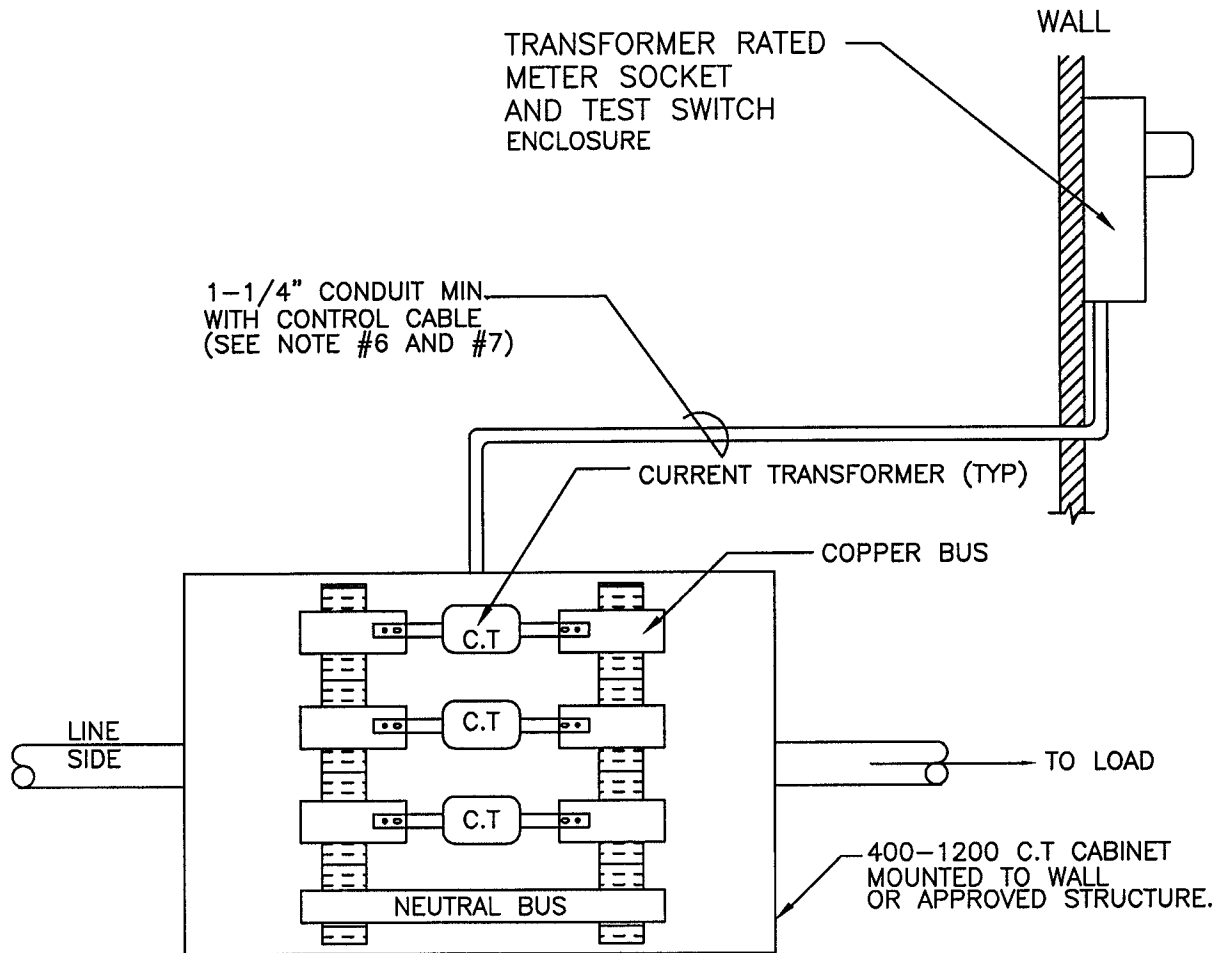 WALL
TRANSFORMER RATED
METER SOCKET
AND TEST SWITCH
ENCLOSURE
1-1/4" CONDUIT MIN
WITH CONTROL CABLE
(SEE NOTE #6 AND #7)
CURRENT TRANSFORMER (TYP)
COPPER BUS
C.T
C.T
C.T
LINE
SIDE
TO LOAD
NEUTRAL BUS
400-1200 C.T CABINET
MOUNTED TO WALL
OR APPROVED STRUCTURE.